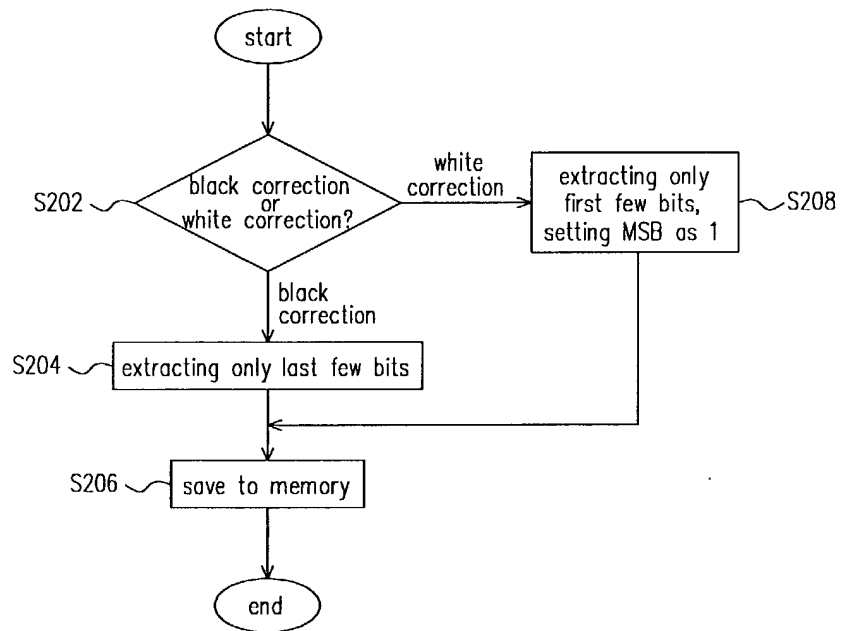 start
S202
black correction
or
white correction?
white
correction
extracting only
first few bits,
setting MSB as 1
S208
black
correction
S204
extracting only last few bits
S206
save to memory
end